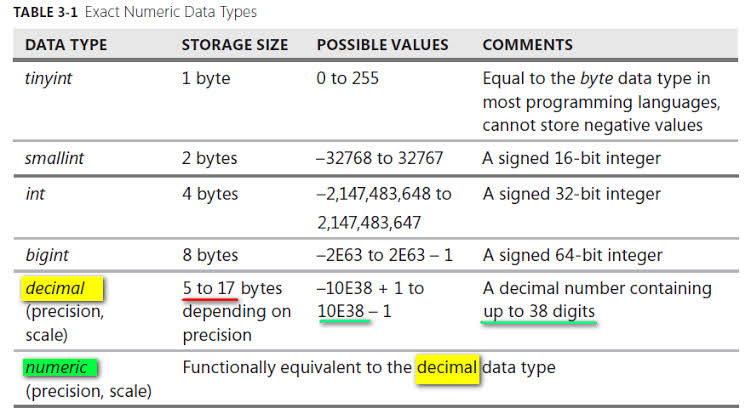 TABLE 3-1 Exact Numeric Data Types
DATA TYPE STORAGE SIZE POSSIBLE VALUES COMMENTS
tinyint 1 byte 0 to 255 Equal to the byte data type in
most programming languages,
cannot store negative values
smallint 2 bytes –32768 to 32767 A signed 16-bit integer
int 4 bytes –2,147,483,648 to A signed 32-bit integer
2,147,483,647
bigint 8 bytes –2E63 to 2E63 – 1 A signed 64-bit integer
decimal 5 to 17 bytes –10E38 + 1 to A decimal number containing
(precision, depending on 10E38 – 1 up to 38 digits
scale) precision
numeric Functionally equivalent to the decimal data type
(precision, scale)